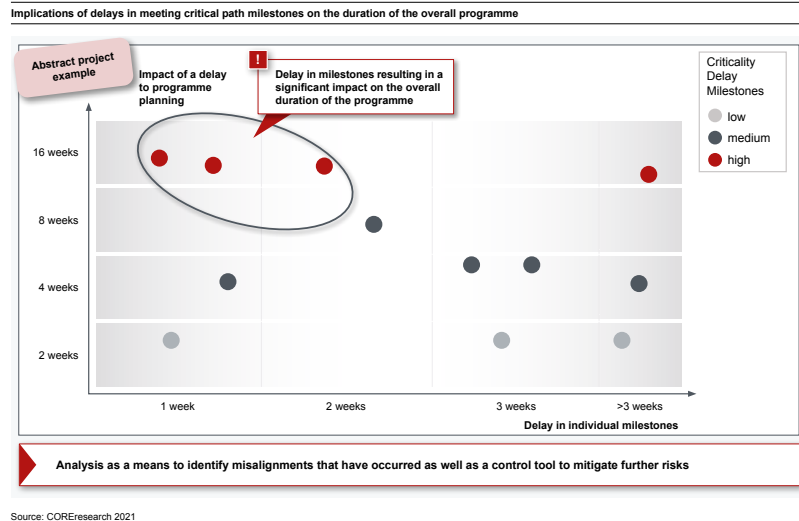 Implications of delays in meeting critical path milestones on the duration of the overall programme
Abstract project
example
Impact of a delay
to programme
planning
!
Delay in milestones resulting in a
significant impact on the overall
duration of the programme
Criticality
Delay
Milestones
low
medium
high
16 weeks
8 weeks
4 weeks
2 weeks
1 week
2 weeks
3 weeks
>3 weeks
Delay in individual milestones
Analysis as a means to identify misalignments that have occurred as well as a control tool to mitigate further risks
Source: COREresearch 2021